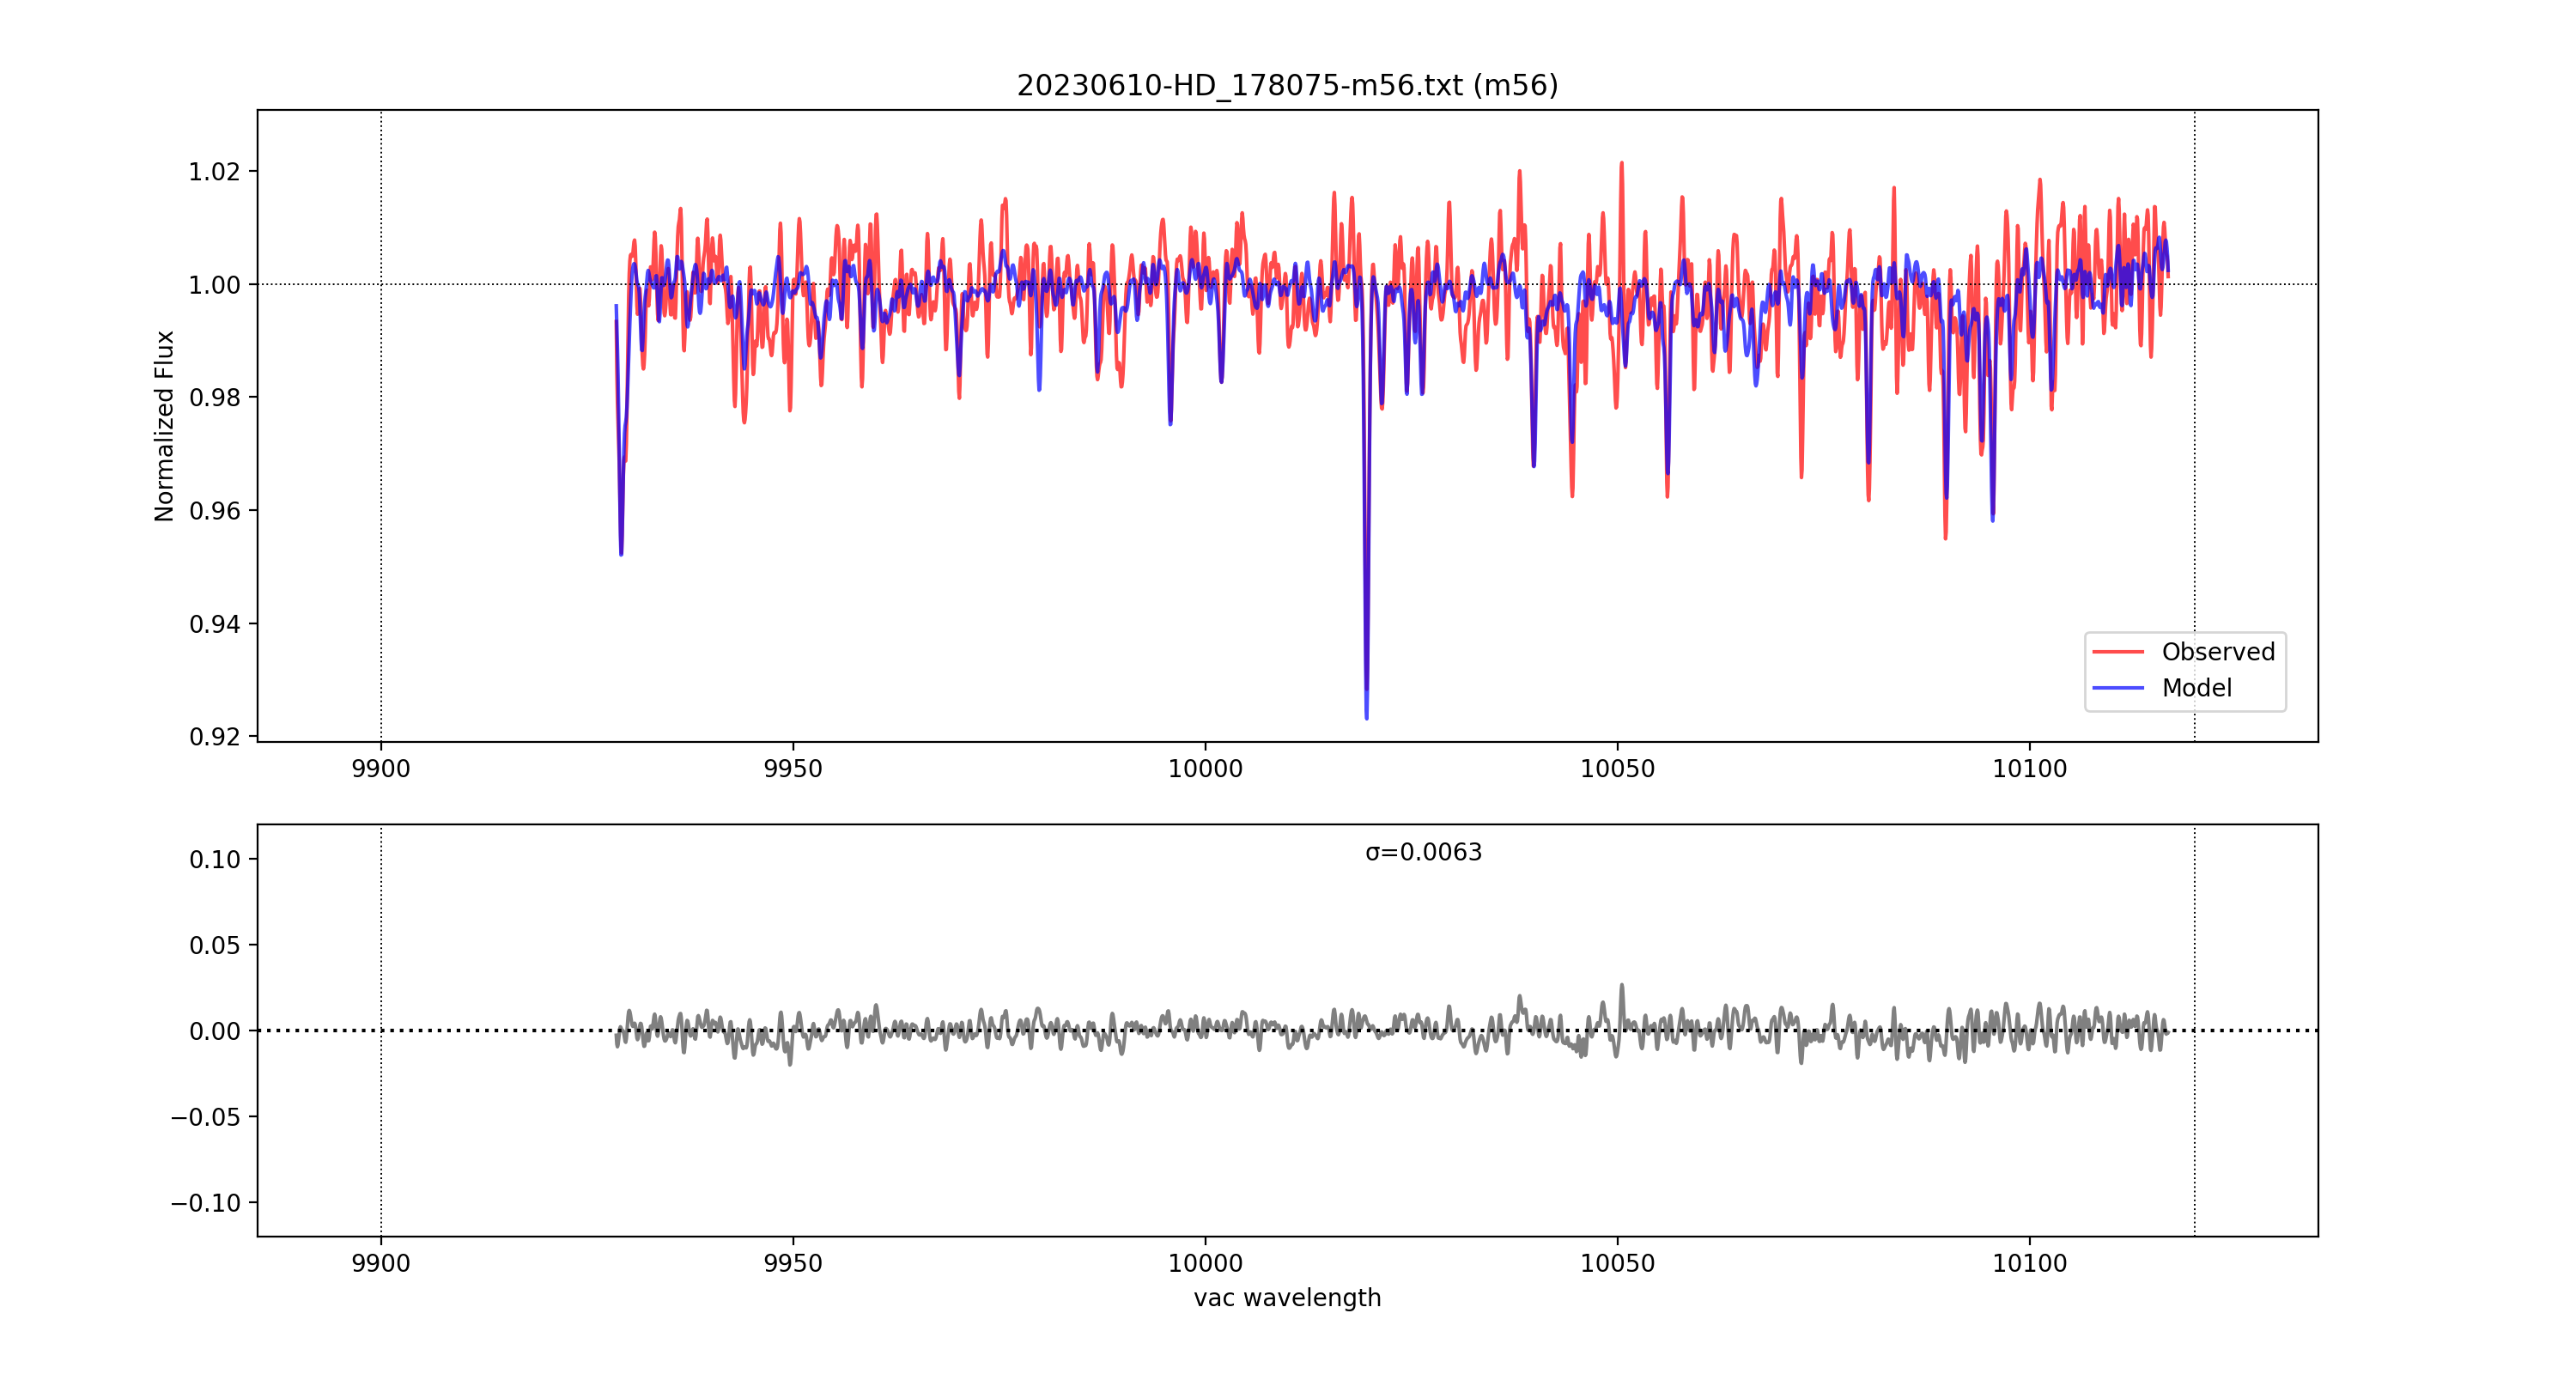 20230610-HD_178075-m56.txt (m56)
Normalized Flux
1.02
1.00
0.98
0.96
0.94
0.92
Observed
Model
9900 9950 10000 10050 10100
σ=0.0063
0.10
0.05
0.00
−0.05
−0.10
9900 9950 10000 10050 10100
vac wavelength